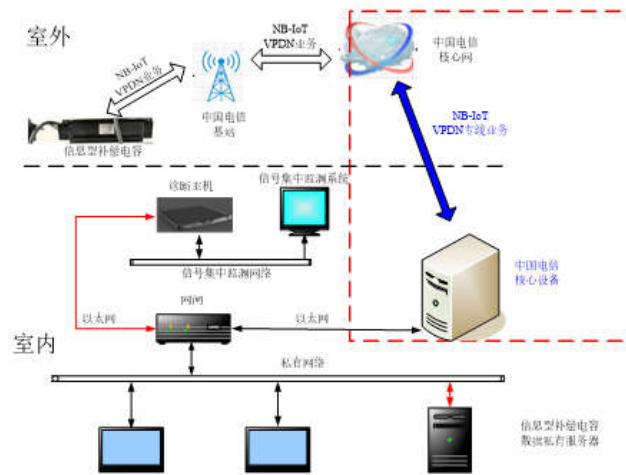 室外
NB-IoT
VPDN业务
NB-IoT
VPDN业务
中国电信
核心网
中国电信
基站
信息型补偿电容
NB-IoT
VPDN专线业务
诊断主机
信号集中监测系统
信号集中监测网络
中国电信
核心设备
网闸
以太网
以太网
室内
私有网络
信息型补偿电容
数据私有服务器